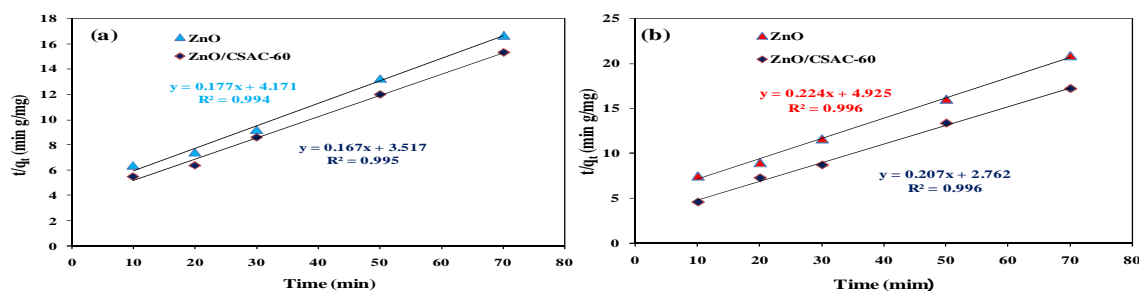 (a)
ZnO
ZnO/CSAC-60
y = 0.177x + 4.171
R² = 0.994
y = 0.167x + 3.517
R² = 0.995
t/qt (min g/mg)
18
16
14
12
10
8
6
4
2
0
0 10 20 30 40 50 60 70 80
Time (min)
(b)
ZnO
ZnO/CSAC-60
y = 0.224x + 4.925
R² = 0.996
y = 0.207x + 2.762
R² = 0.996
t/qt (min g/mg)
25
20
15
10
5
0
0 10 20 30 40 50 60 70 80
Time (mim)